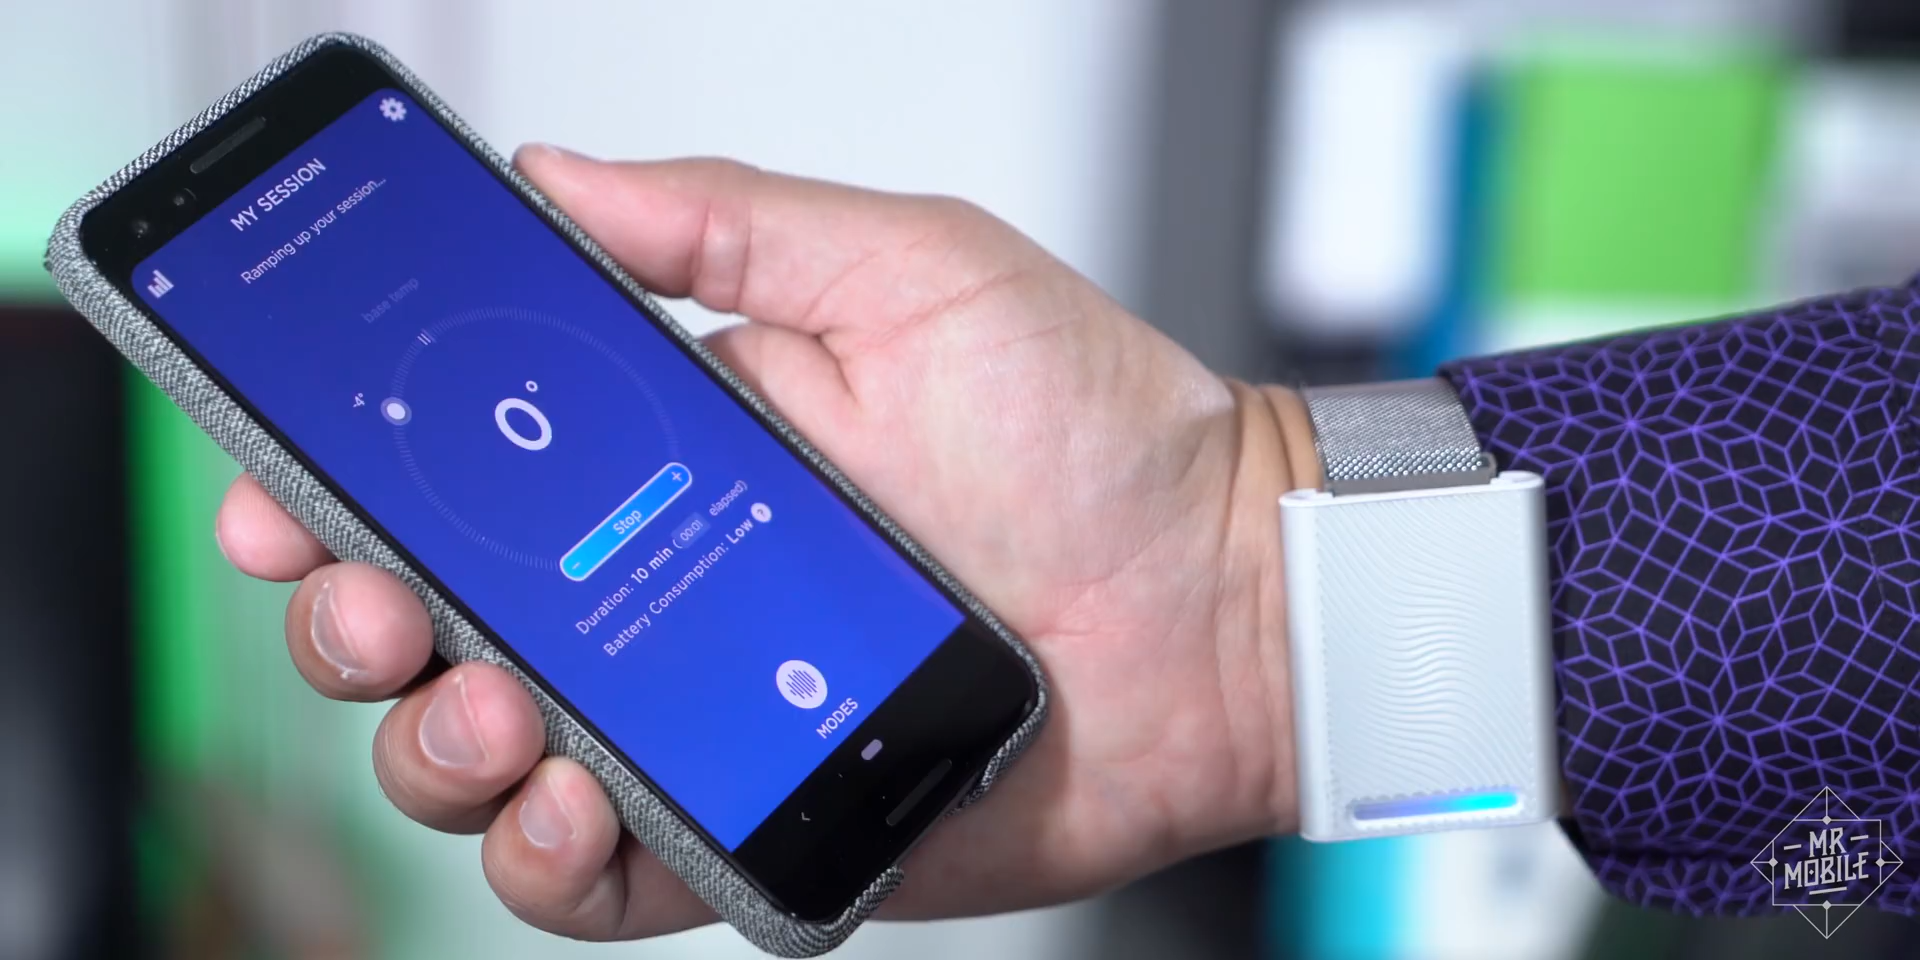 MY SESSION
Ramping up your session...
base temp
-4°
0°
- Stop +
Duration: 10 min ( 00:01 elapsed)
Battery Consumption: Low ?
MODES
MR
MOBILE